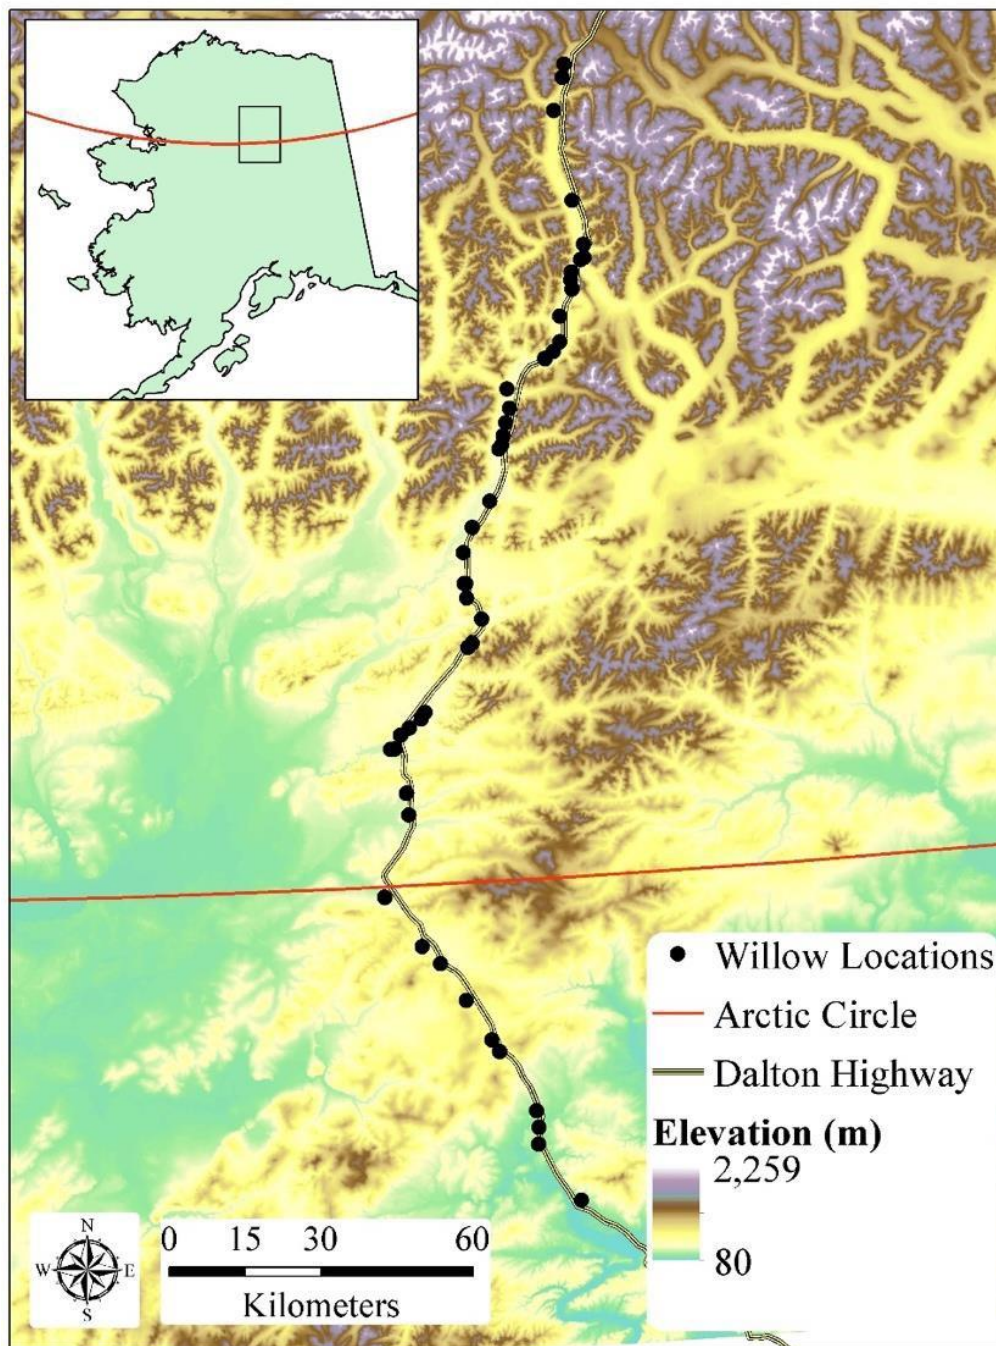 Willow Locations
Arctic Circle
Dalton Highway
Elevation (m)
2,259
80
N
W E
S
0 15 30 60
Kilometers